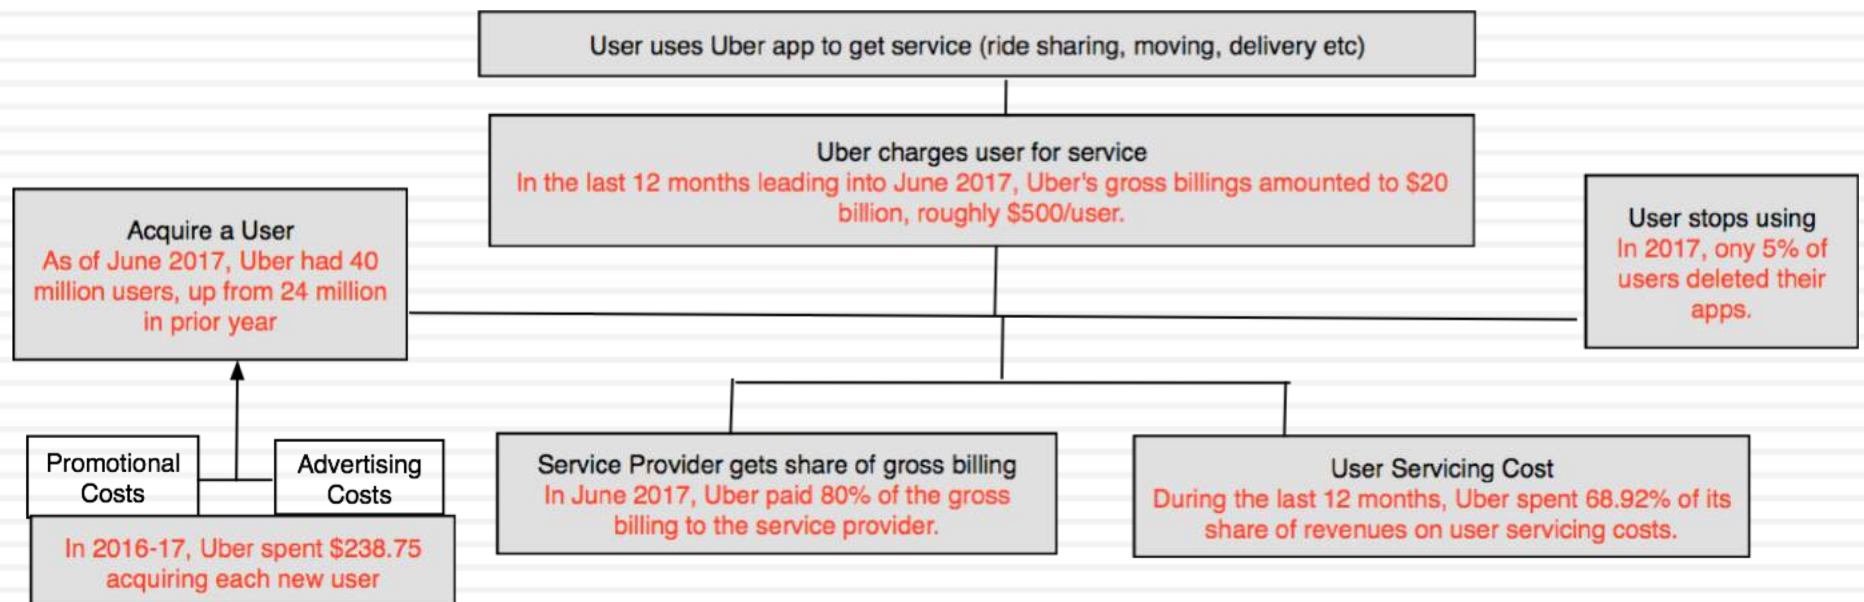 User uses Uber app to get service (ride sharing, moving, delivery etc)
Uber charges user for service
In the last 12 months leading into June 2017, Uber's gross billings amounted to $20
billion, roughly $500/user.
Acquire a User
As of June 2017, Uber had 40
million users, up from 24 million
in prior year
User stops using
In 2017, ony 5% of
users deleted their
apps.
Promotional
Costs
Advertising
Costs
In 2016-17, Uber spent $238.75
acquiring each new user
Service Provider gets share of gross billing
In June 2017, Uber paid 80% of the gross
billing to the service provider.
User Servicing Cost
During the last 12 months, Uber spent 68.92% of its
share of revenues on user servicing costs.